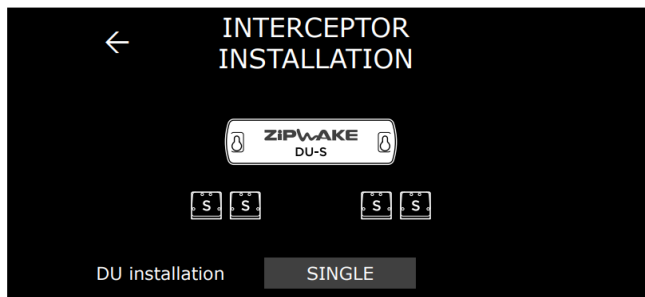 INTERCEPTOR
INSTALLATION
ZIPWAKE
DU-S
S S S S
DU installation SINGLE